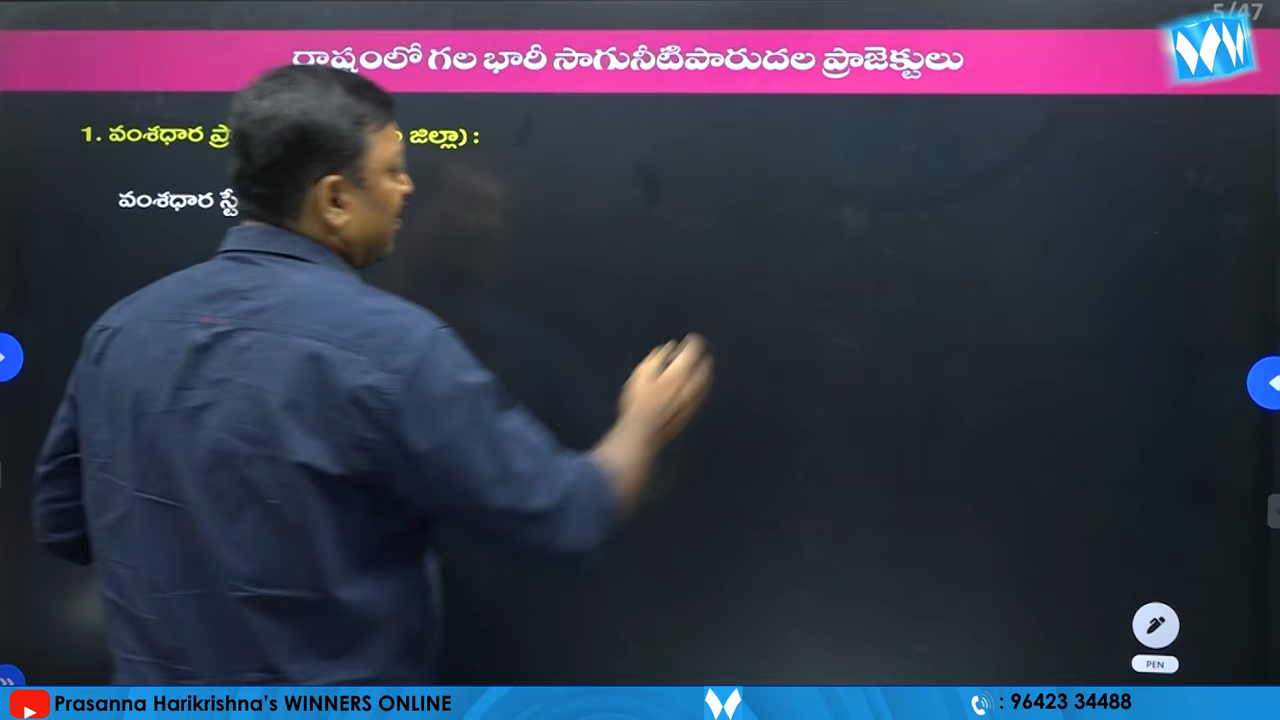 5/47
గల భారీ సాగునీటిపారుదల ప్రాజెక్టులు
1. వంశధార జిల్లా) :
వంశధార
PEN
Prasanna Harikrishna's WINNERS ONLINE
: 96423 34488